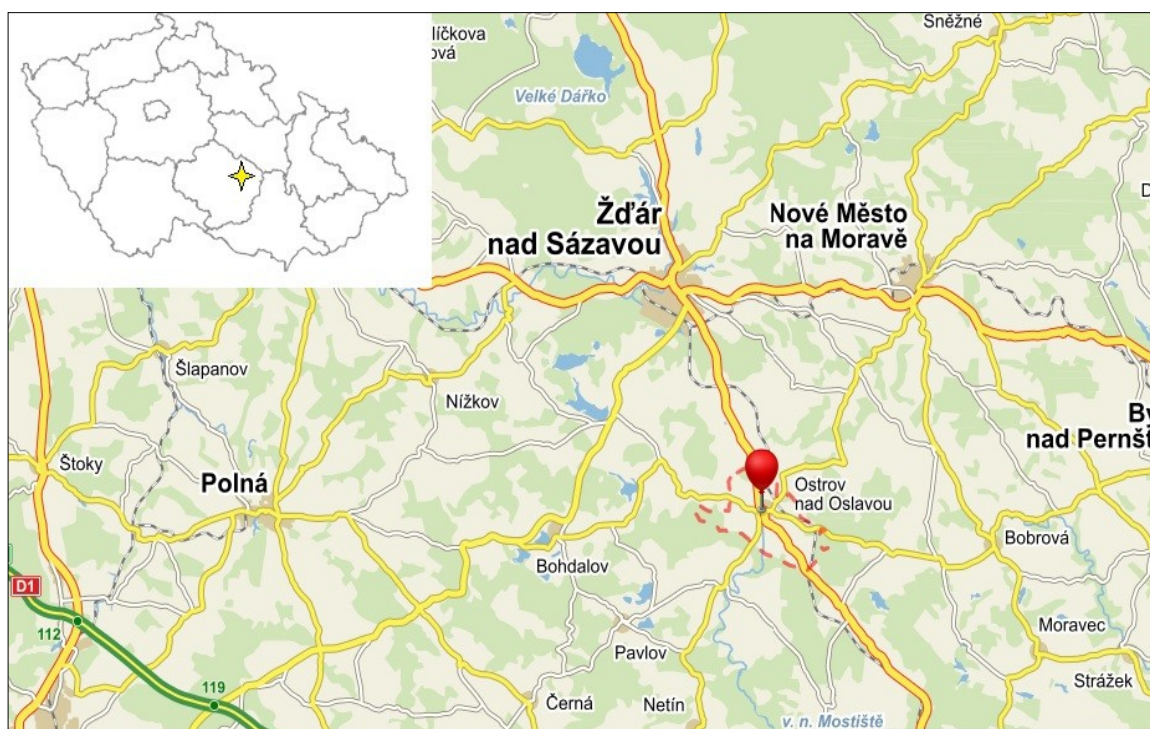 Sněžné
líčkova
ová
Velké Dářko
Žďár
nad Sázavou
Nové Město
na Moravě
D
Šlapanov
Nížkov
By
nad Pernšt
Štoky
Polná
Ostrov
nad Oslavou
Bobrová
Bohdalov
D1
112
Moravec
Pavlov
Strážek
119
Černá
Netín
v. n. Mostiště